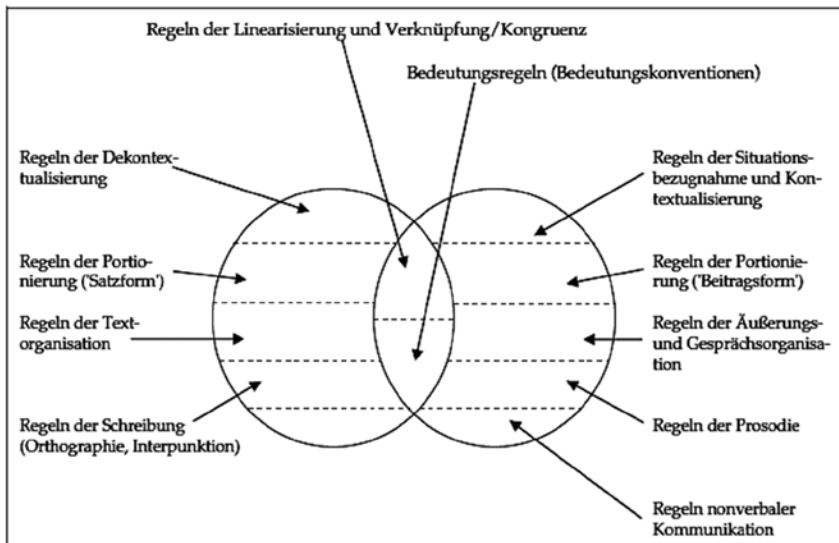 Regeln der Linearisierung und Verknüpfung/Kongruenz
Bedeutungsregeln (Bedeutungskonventionen)
Regeln der Dekontex-
tualisierung
Regeln der Portio-
nierung ('Satzform')
Regeln der Text-
organisation
Regeln der Schreibung
(Orthographie, Interpunktion)
Regeln der Situations-
bezugnahme und Kon-
textualisierung
Regeln der Portionie-
rung ('Beitragsform')
Regeln der Äußerungs-
und Gesprächsorganisa-
tion
Regeln der Prosodie
Regeln nonverbaler
Kommunikation